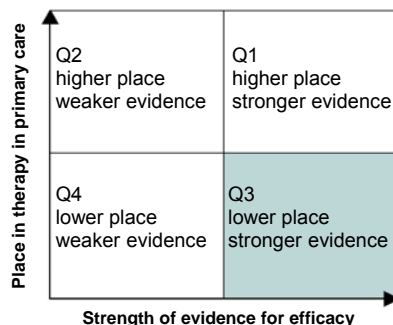 Place in therapy in primary care
Q2
higher place
weaker evidence
Q1
higher place
stronger evidence
Q4
lower place
weaker evidence
Q3
lower place
stronger evidence
Strength of evidence for efficacy